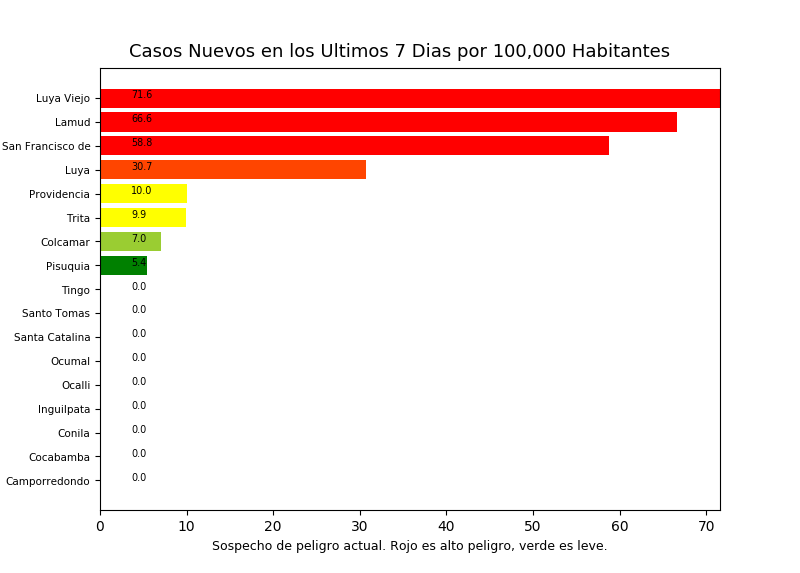 Casos Nuevos en los Ultimos 7 Dias por 100,000 Habitantes
Luya Viejo 71.6
Lamud 66.6
San Francisco de 58.8
Luya 30.7
Providencia 10.0
Trita 9.9
Colcamar 7.0
Pisuquia 5.4
Tingo 0.0
Santo Tomas 0.0
Santa Catalina 0.0
Ocumal 0.0
Ocalli 0.0
Inguilpata 0.0
Conila 0.0
Cocabamba 0.0
Camporredondo 0.0
0 10 20 30 40 50 60 70
Sospecho de peligro actual. Rojo es alto peligro, verde es leve.